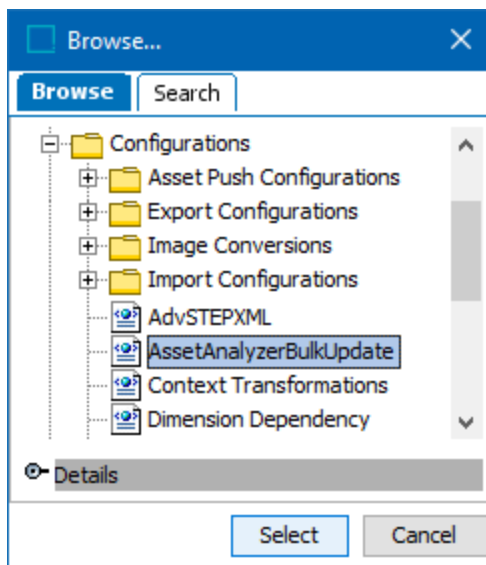 Browse...
Browse Search
Configurations
Asset Push Configurations
Export Configurations
Image Conversions
Import Configurations
AdvSTEPXML
AssetAnalyzerBulkUpdate
Context Transformations
Dimension Dependency
Details
Select Cancel